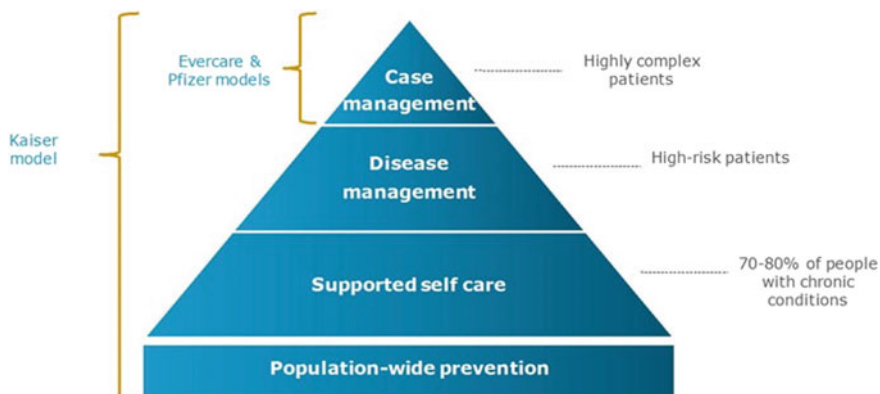 Evercare &
Pfizer models
Case
management
Highly complex
patients
Kaiser
model
Disease
management
High-risk patients
Supported self care
70-80% of people
with chronic
conditions
Population-wide prevention